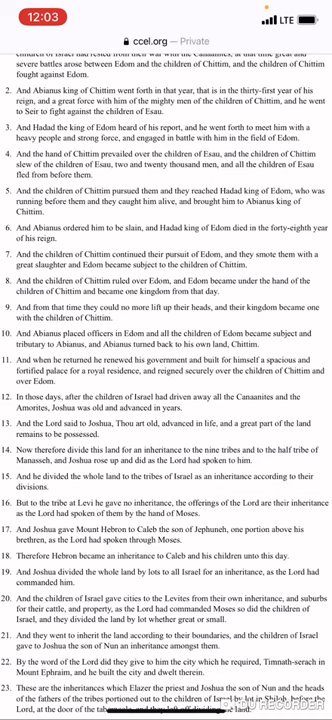 12:03
LTE
ccel.org — Private
children of Israel had rested from their war with the Canaanites, at that time great and
severe battles arose between Edom and the children of Chittim, and the children of Chittim
fought against Edom.
2. And Abianus king of Chittim went forth in that year, that is in the thirty-first year of his
reign, and a great force with him of the mighty men of the children of Chittim, and he went
to Seir to fight against the children of Esau.
3. And Hadad the king of Edom heard of his report, and he went forth to meet him with a
heavy people and strong force, and engaged in battle with him in the field of Edom.
4. And the hand of Chittim prevailed over the children of Esau, and the children of Chittim
slew of the children of Esau, two and twenty thousand men, and all the children of Esau
fled from before them.
5. And the children of Chittim pursued them and they reached Hadad king of Edom, who was
running before them and they caught him alive, and brought him to Abianus king of
Chittim.
6. And Abianus ordered him to be slain, and Hadad king of Edom died in the forty-eighth year
of his reign.
7. And the children of Chittim continued their pursuit of Edom, and they smote them with a
great slaughter and Edom became subject to the children of Chittim.
8. And the children of Chittim ruled over Edom, and Edom became under the hand of the
children of Chittim and became one kingdom from that day.
9. And from that time they could no more lift up their heads, and their kingdom became one
with the children of Chittim.
10. And Abianus placed officers in Edom and all the children of Edom became subject and
tributary to Abianus, and Abianus turned back to his own land, Chittim.
11. And when he returned he renewed his government and built for himself a spacious and
fortified palace for a royal residence, and reigned securely over the children of Chittim and
over Edom.
12. In those days, after the children of Israel had driven away all the Canaanites and the
Amorites, Joshua was old and advanced in years.
13. And the Lord said to Joshua, Thou art old, advanced in life, and a great part of the land
remains to be possessed.
14. Now therefore divide this land for an inheritance to the nine tribes and to the half tribe of
Manasseh, and Joshua rose up and did as the Lord had spoken to him.
15. And he divided the whole land to the tribes of Israel as an inheritance according to their
divisions.
16. But to the tribe at Levi he gave no inheritance, the offerings of the Lord are their inheritance
as the Lord had spoken of them by the hand of Moses.
17. And Joshua gave Mount Hebron to Caleb the son of Jephuneh, one portion above his
brethren, as the Lord had spoken through Moses.
18. Therefore Hebron became an inheritance to Caleb and his children unto this day.
19. And Joshua divided the whole land by lots to all Israel for an inheritance, as the Lord had
commanded him.
20. And the children of Israel gave cities to the Levites from their own inheritance, and suburbs
for their cattle, and property, as the Lord had commanded Moses so did the children of
Israel, and they divided the land by lot whether great or small.
21. And they went to inherit the land according to their boundaries, and the children of Israel
gave to Joshua the son of Nun an inheritance amongst them.
22. By the word of the Lord did they give to him the city which he required, Timnath-serach in
Mount Ephraim, and he built the city and dwelt therein.
23. These are the inheritances which Elazer the priest and Joshua the son of Nun and the heads
of the fathers of the tribes portioned out to the children of Israel by lot in Shiloh, before the
Lord, at the door of the land.
DU RECORDER